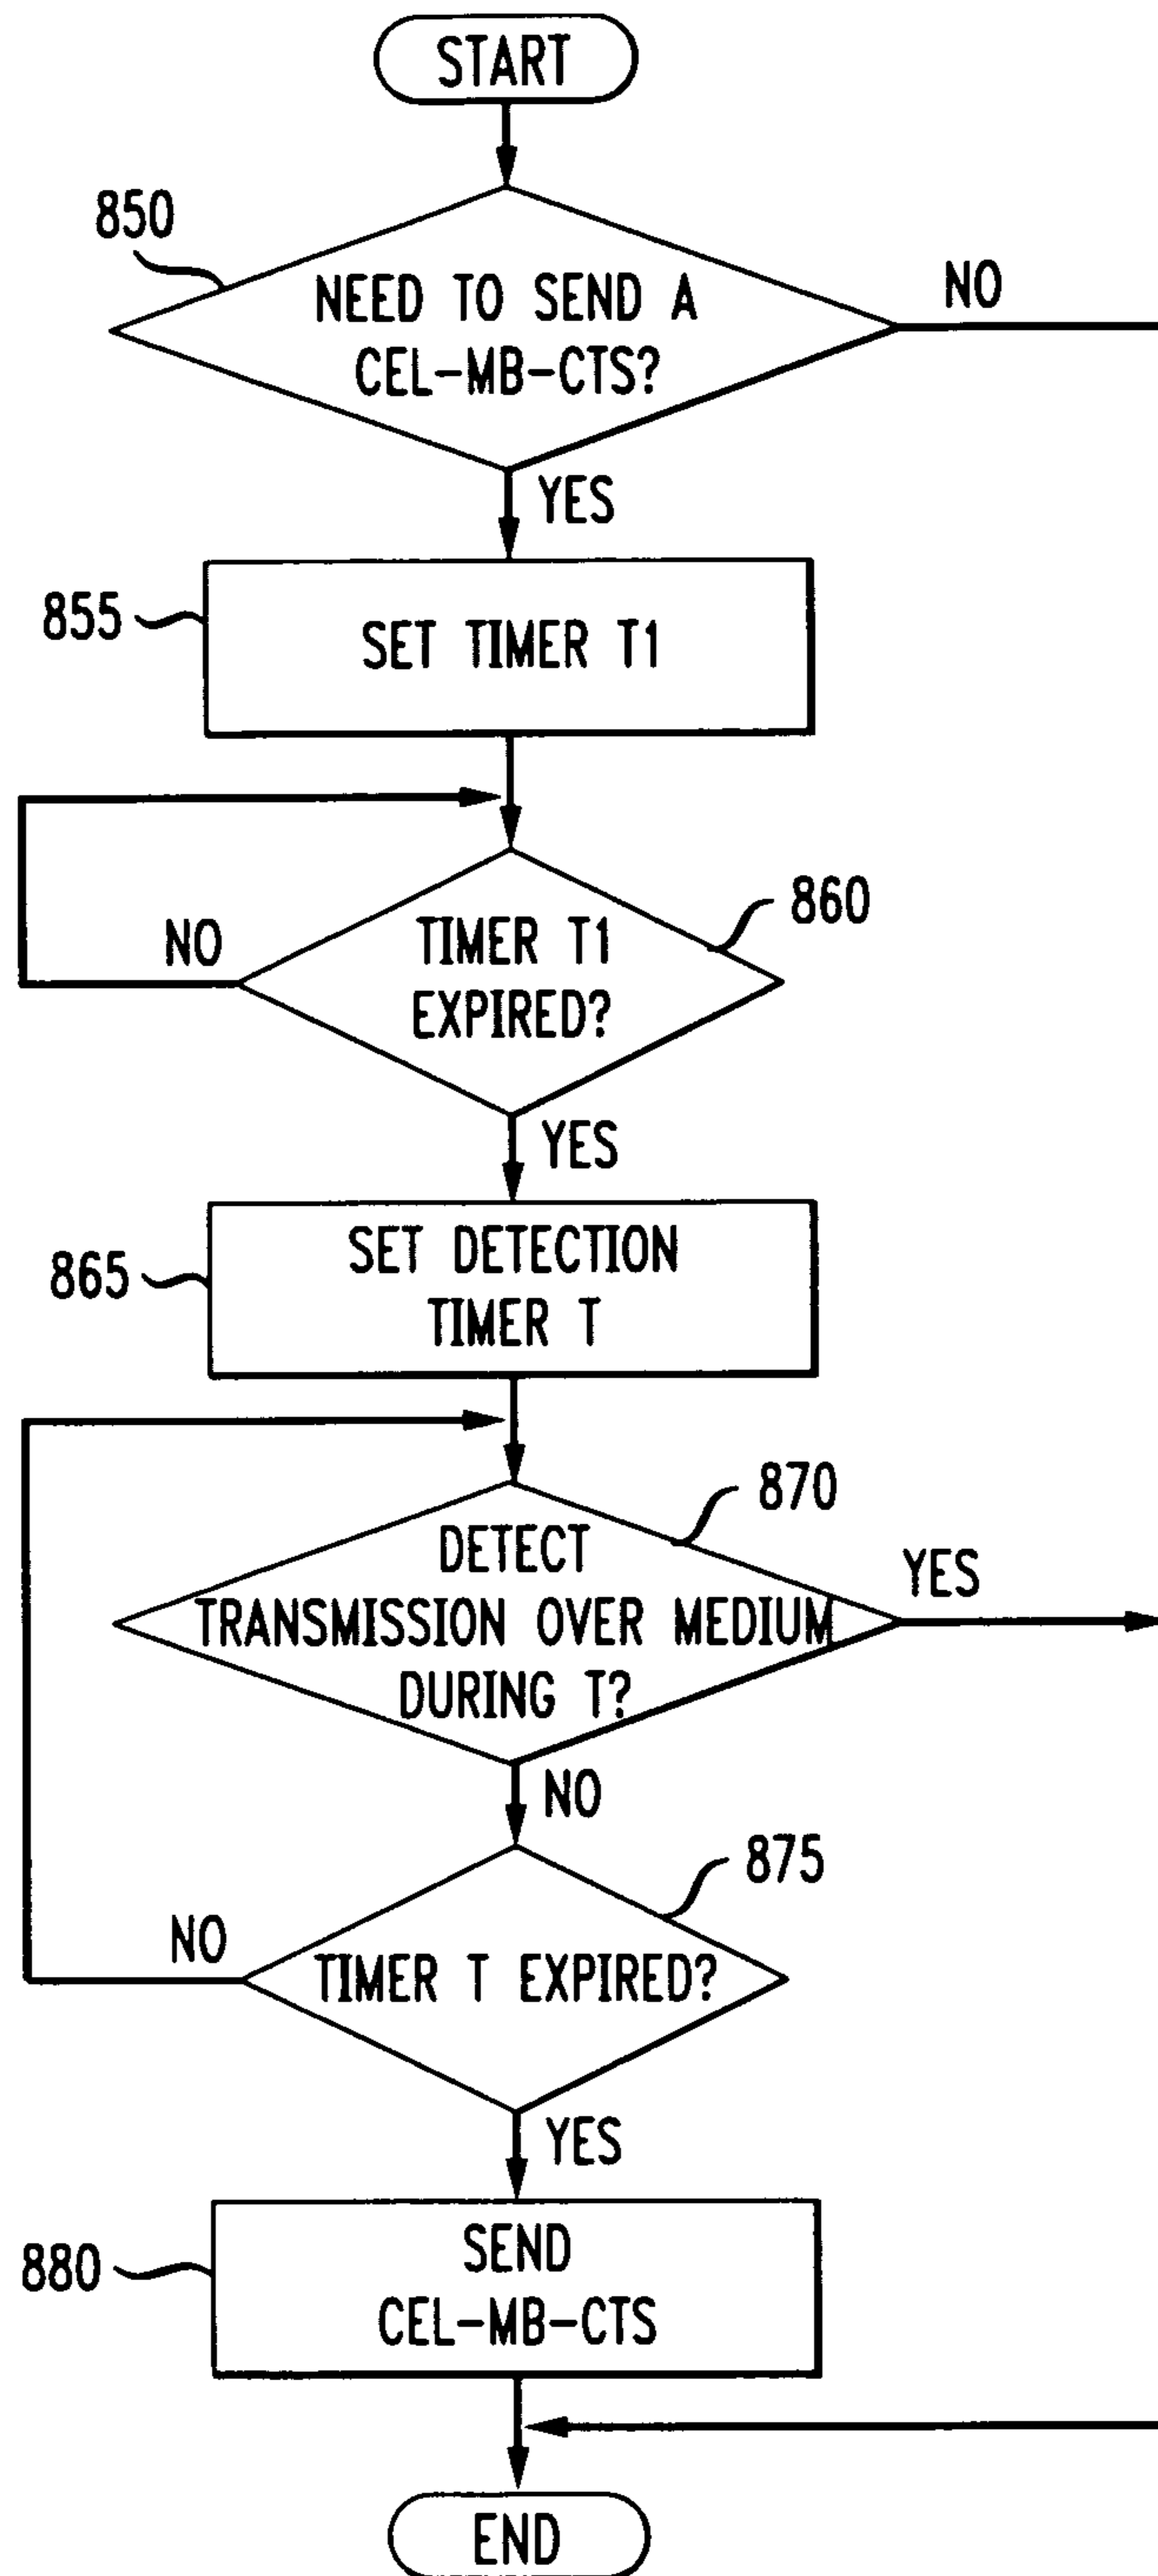 START
850
NEED TO SEND A
CEL-MB-CTS?
NO
YES
855
SET TIMER T1
860
NO
TIMER T1
EXPIRED?
YES
865
SET DETECTION
TIMER T
870
DETECT
TRANSMISSION OVER MEDIUM
DURING T?
YES
NO
875
NO
TIMER T EXPIRED?
YES
880
SEND
CEL-MB-CTS
END